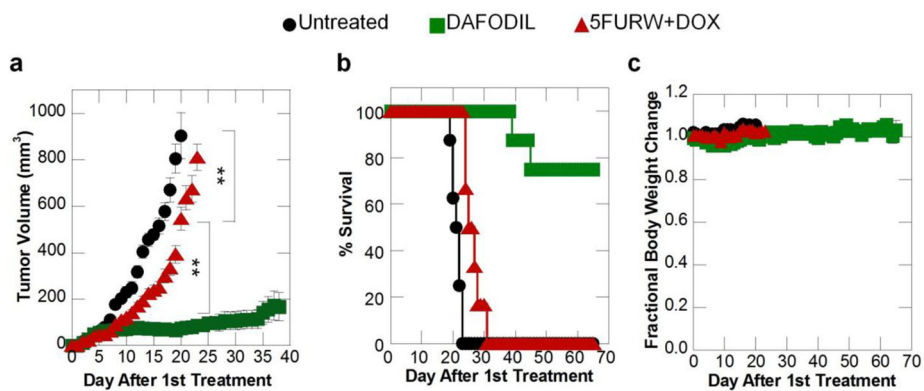 Untreated DAFODIL 5FURW+DOX
a
Tumor Volume (mm³)
1000
800
600
400
200
0
0 5 10 15 20 25 30 35 40
Day After 1st Treatment
**
**
b
% Survival
100
80
60
40
20
0
0 10 20 30 40 50 60 70
Day After 1st Treatment
c
Fractional Body Weight Change
1.2
1.0
0.8
0.6
0.4
0.2
0.0
0 10 20 30 40 50 60 70
Day After 1st Treatment